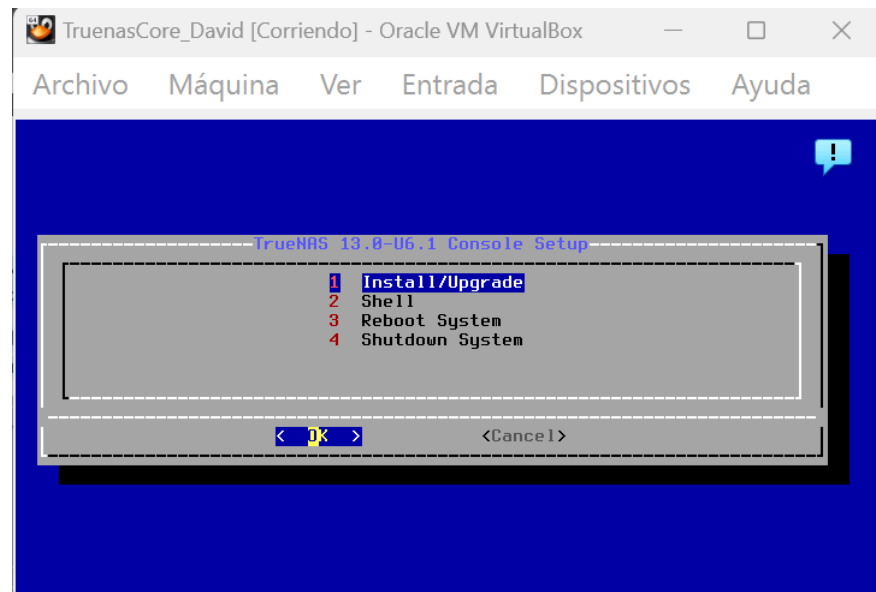 TruenasCore_David [Corriendo] - Oracle VM VirtualBox
Archivo Máquina Ver Entrada Dispositivos Ayuda
TrueNAS 13.0-U6.1 Console Setup
1 Install/Upgrade
2 Shell
3 Reboot System
4 Shutdown System
< OK > <Cancel>